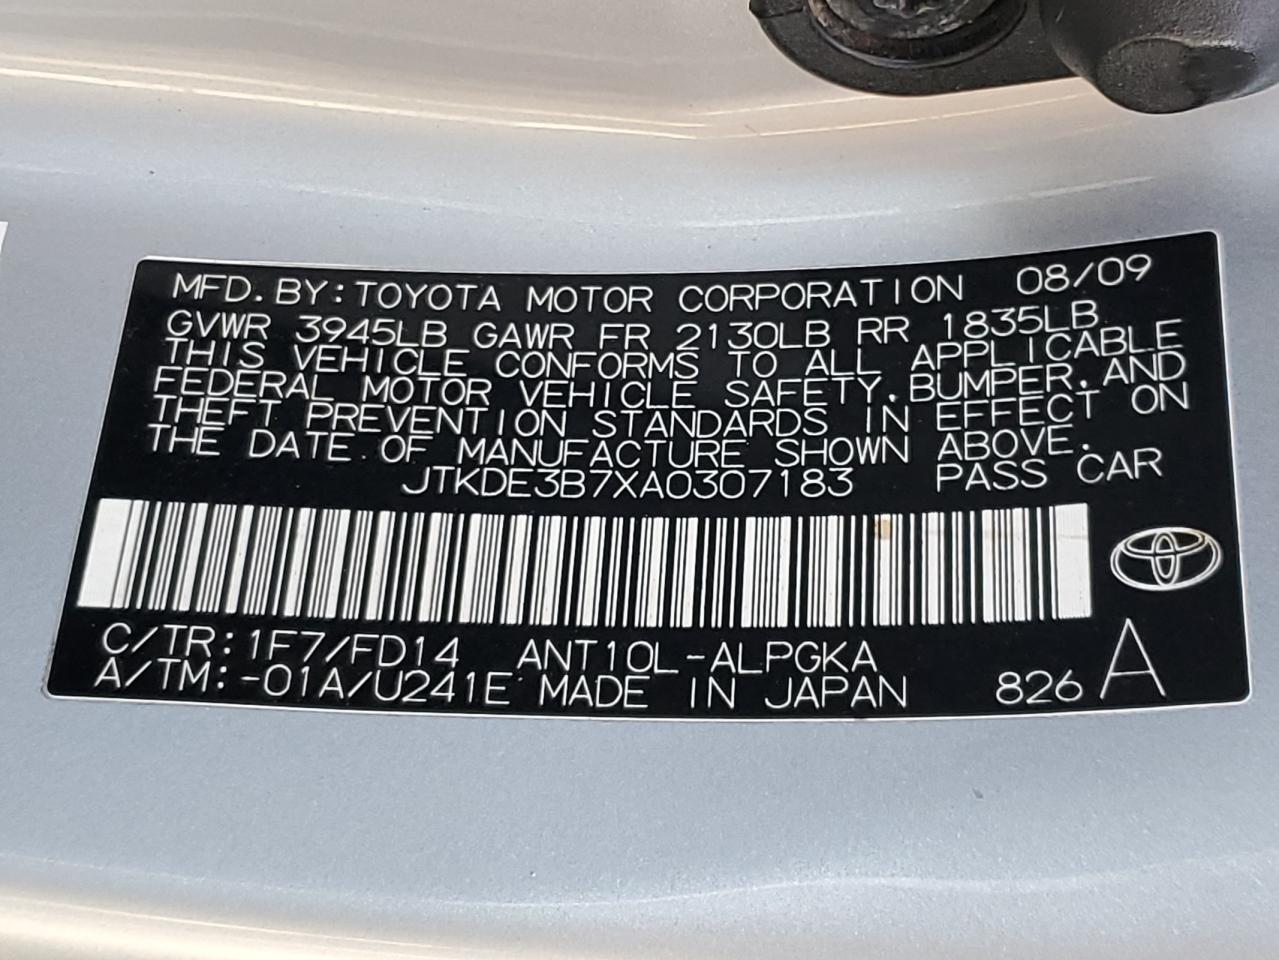 MFD. BY: TOYOTA MOTOR CORPORATION 08/09
GVWR 3945LB GAWR FR 2130LB RR 1835LB
THIS VEHICLE CONFORMS TO ALL APPLICABLE
FEDERAL MOTOR VEHICLE SAFETY, BUMPER, AND
THEFT PREVENTION STANDARDS IN EFFECT ON
THE DATE OF MANUFACTURE SHOWN ABOVE.
JTKDE3B7XA0307183 PASS CAR
C/TR: 1F7/FD14 ANT10L-ALPGKA
A/TM: -01A/U241E MADE IN JAPAN 826 A